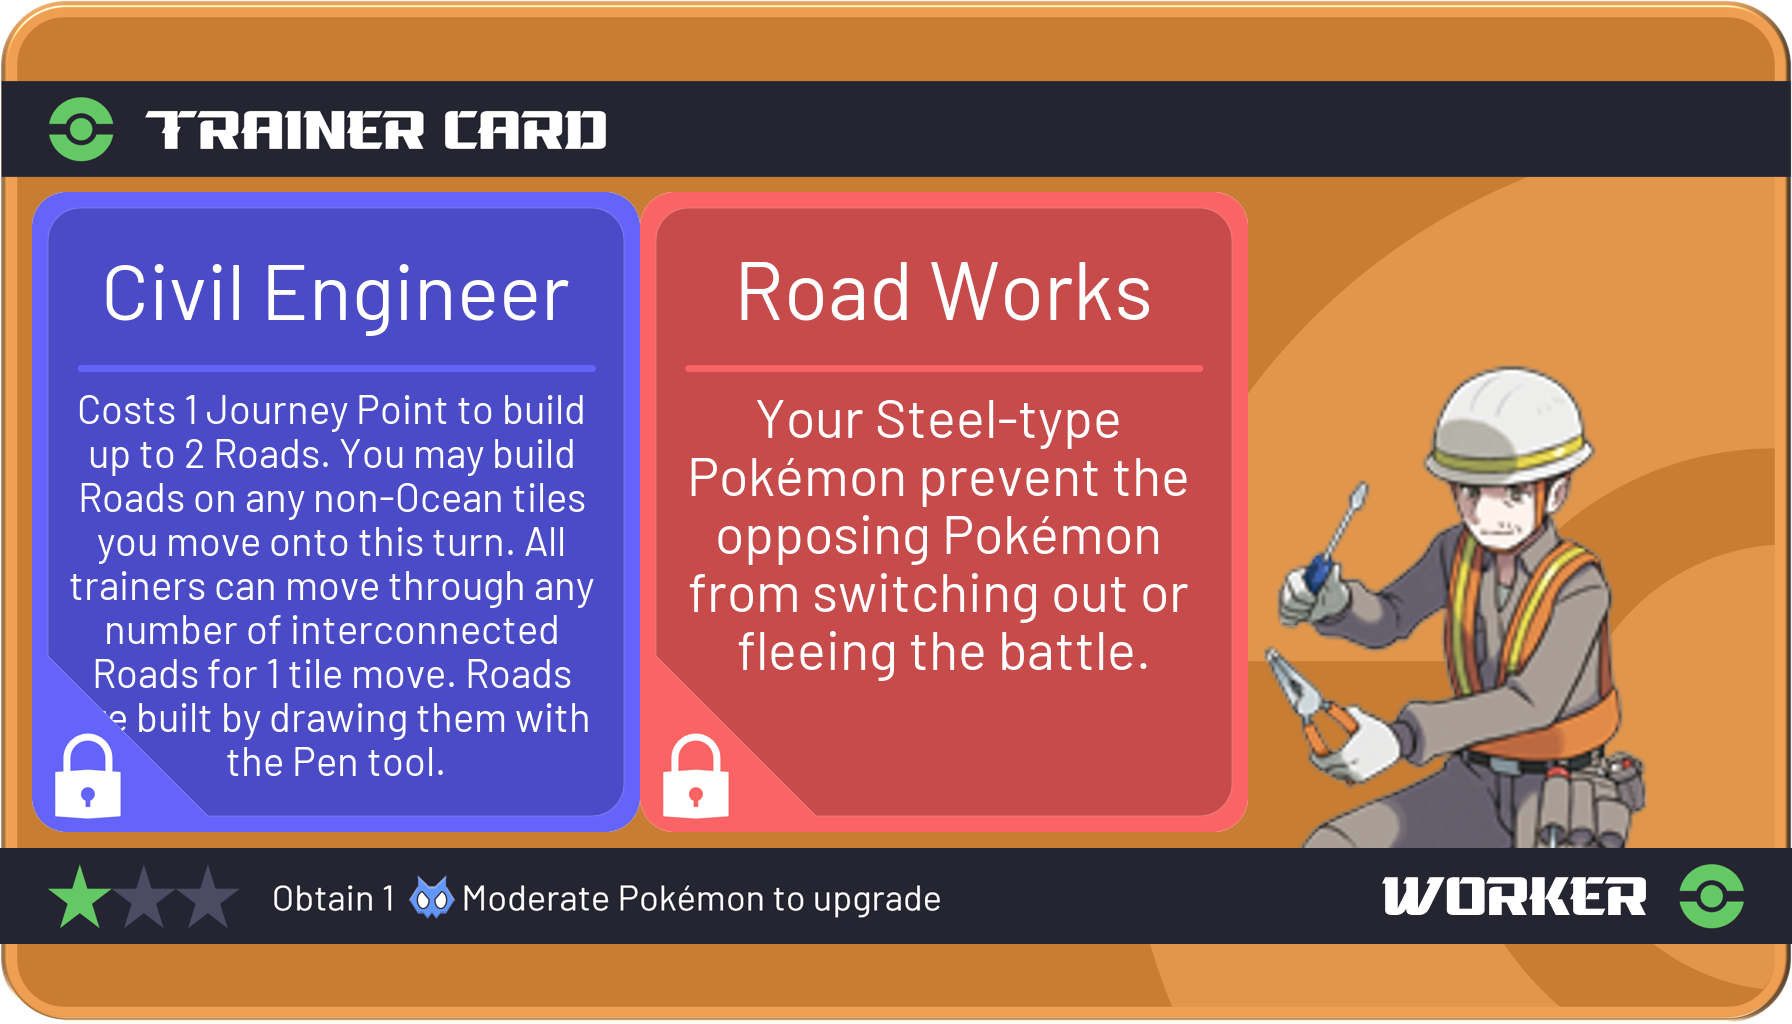 TRAINER CARD
Civil Engineer
Costs 1 Journey Point to build
up to 2 Roads. You may build
Roads on any non-Ocean tiles
you move onto this turn. All
trainers can move through any
number of interconnected
Roads for 1 tile move. Roads
built by drawing them with
the Pen tool.
Road Works
Your Steel-type
Pokémon prevent the
opposing Pokémon
from switching out or
fleeing the battle.
Obtain 1 Moderate Pokémon to upgrade
WORKER